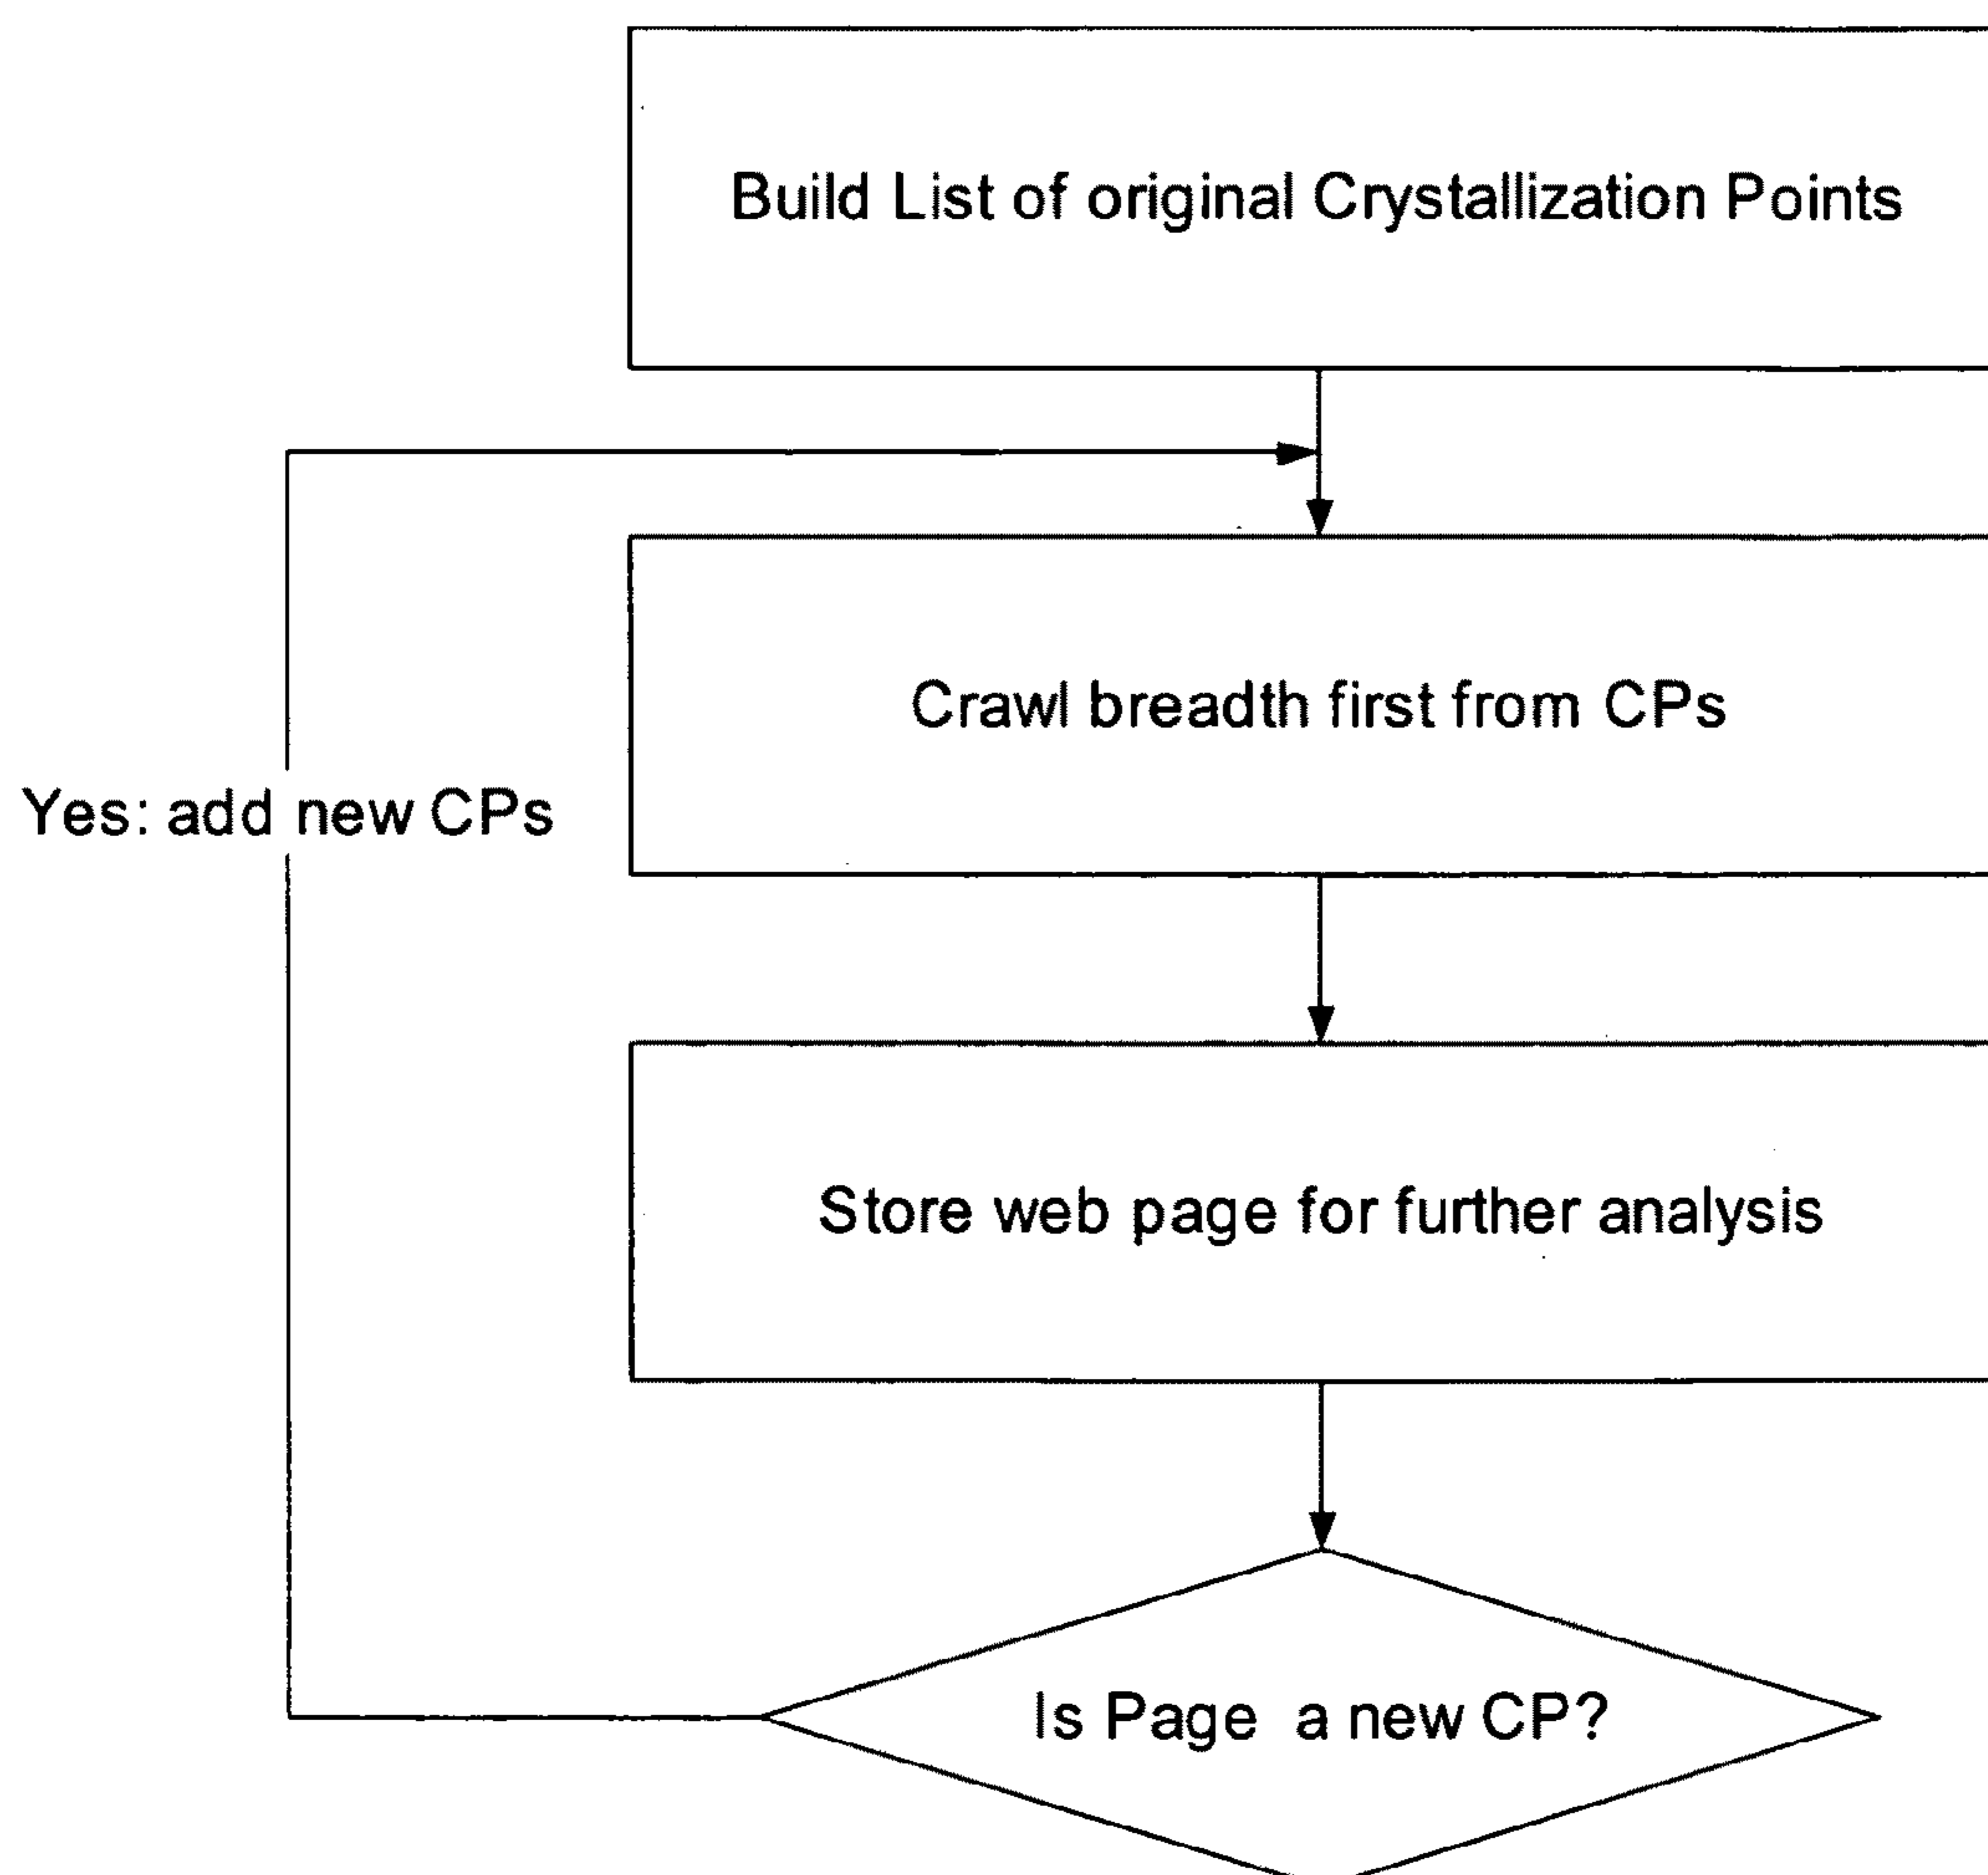 Build List of original Crystallization Points
Crawl breadth first from CPs
Yes: add new CPs
Store web page for further analysis
Is Page a new CP?